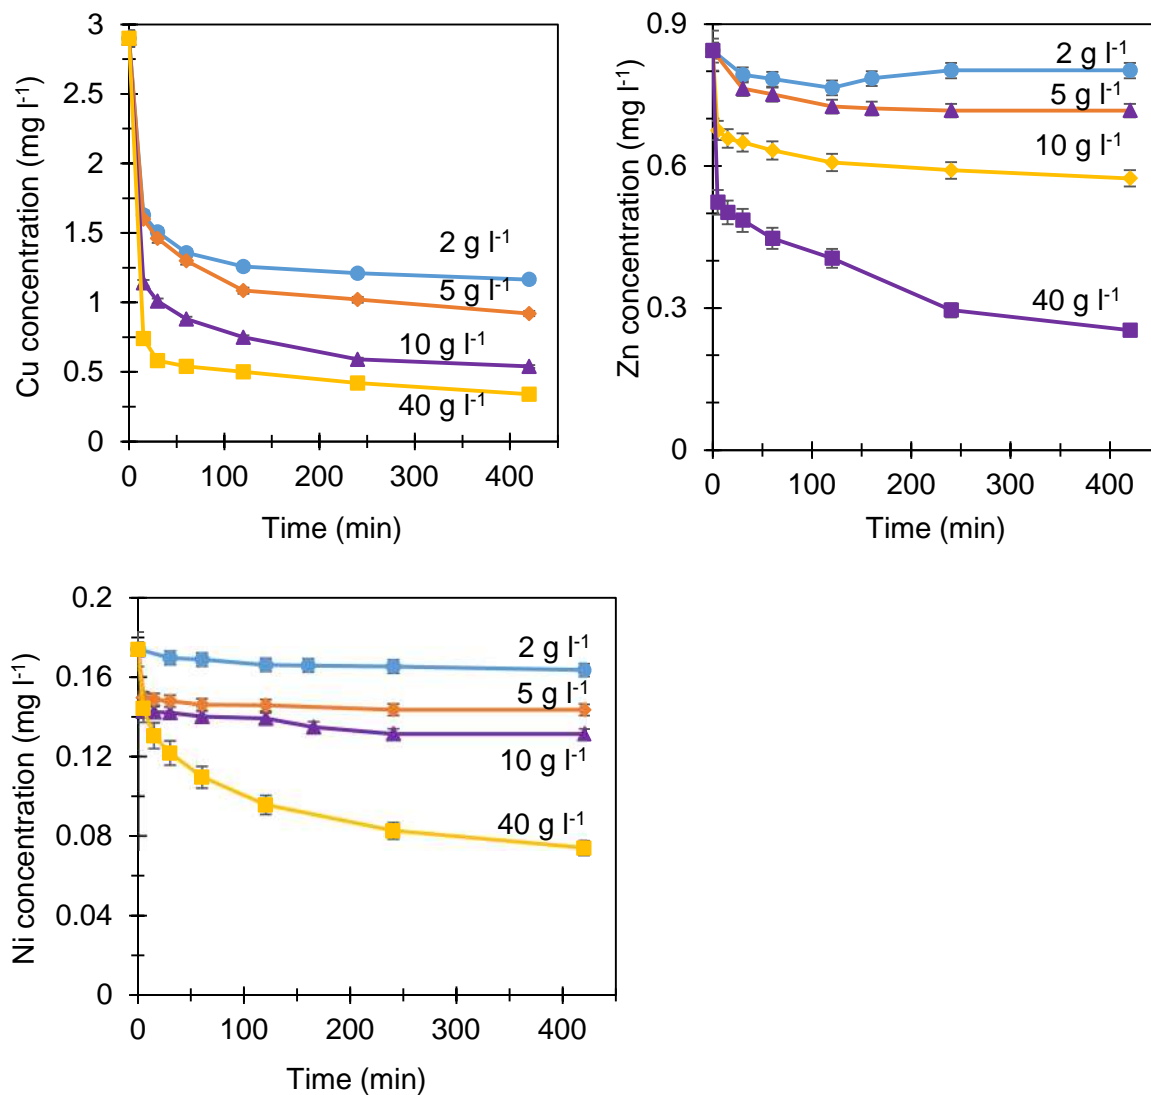 Cu concentration (mg l-1)
3
2.5
2
1.5
1
0.5
0
2 g l-1
5 g l-1
10 g l-1
40 g l-1
0 100 200 300 400
Time (min)
Zn concentration (mg l-1)
0.9
0.6
0.3
0
2 g l-1
5 g l-1
10 g l-1
40 g l-1
0 100 200 300 400
Time (min)
Ni concentration (mg l-1)
0.2
0.16
0.12
0.08
0.04
0
2 g l-1
5 g l-1
10 g l-1
40 g l-1
0 100 200 300 400
Time (min)